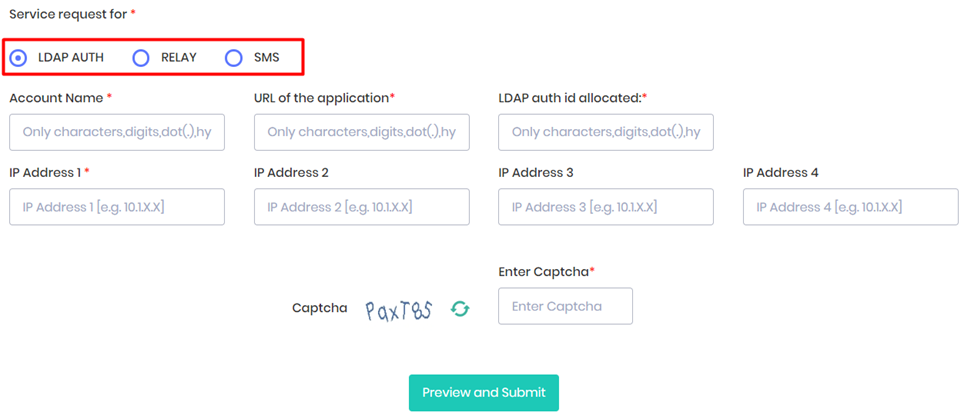 Service request for *
LDAP AUTH RELAY SMS
Account Name * URL of the application* LDAP auth id allocated:*
Only characters,digits,dot(.),hy Only characters,digits,dot(.),hy Only characters,digits,dot(.),hy
IP Address 1 * IP Address 2 IP Address 3 IP Address 4
IP Address 1 [e.g. 10.1.X.X] IP Address 2 [e.g. 10.1.X.X] IP Address 3 [e.g. 10.1.X.X] IP Address 4 [e.g. 10.1.X.X]
Enter Captcha*
Captcha PaxT85 Enter Captcha
Preview and Submit